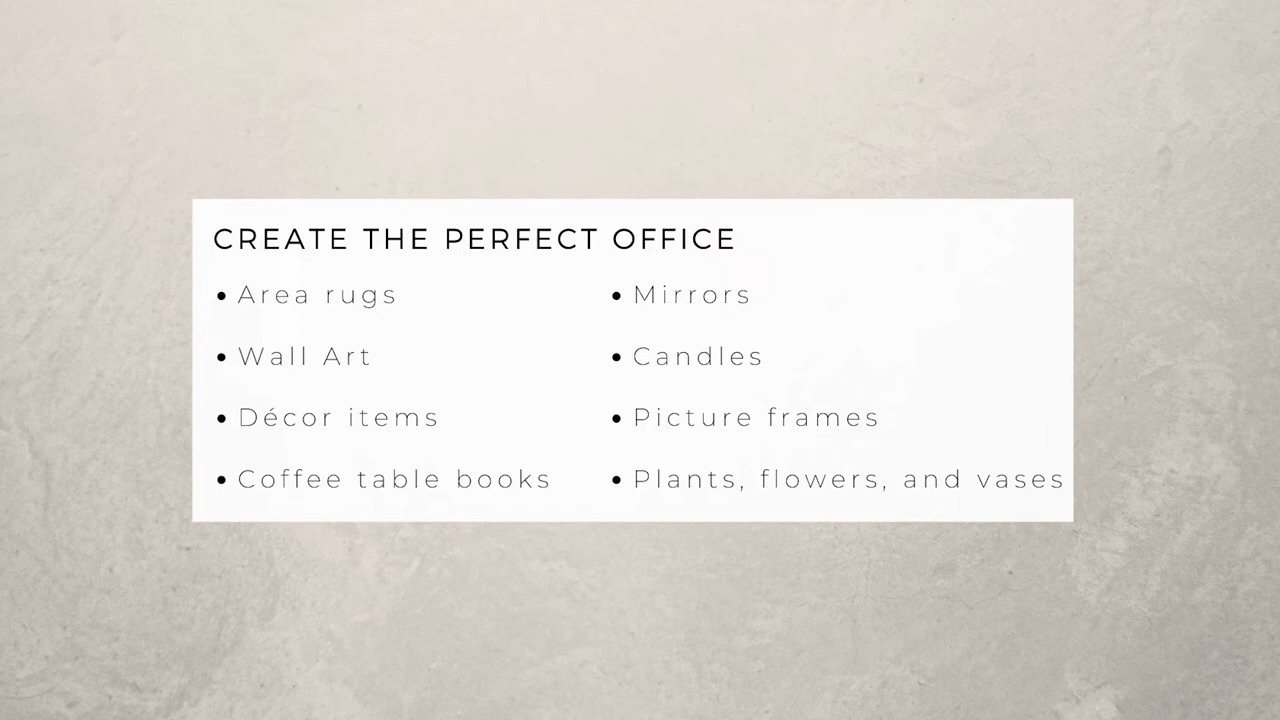 CREATE THE PERFECT OFFICE
• Area rugs
• Wall Art
• Décor items
• Coffee table books
• Mirrors
• Candles
• Picture frames
• Plants, flowers, and vases